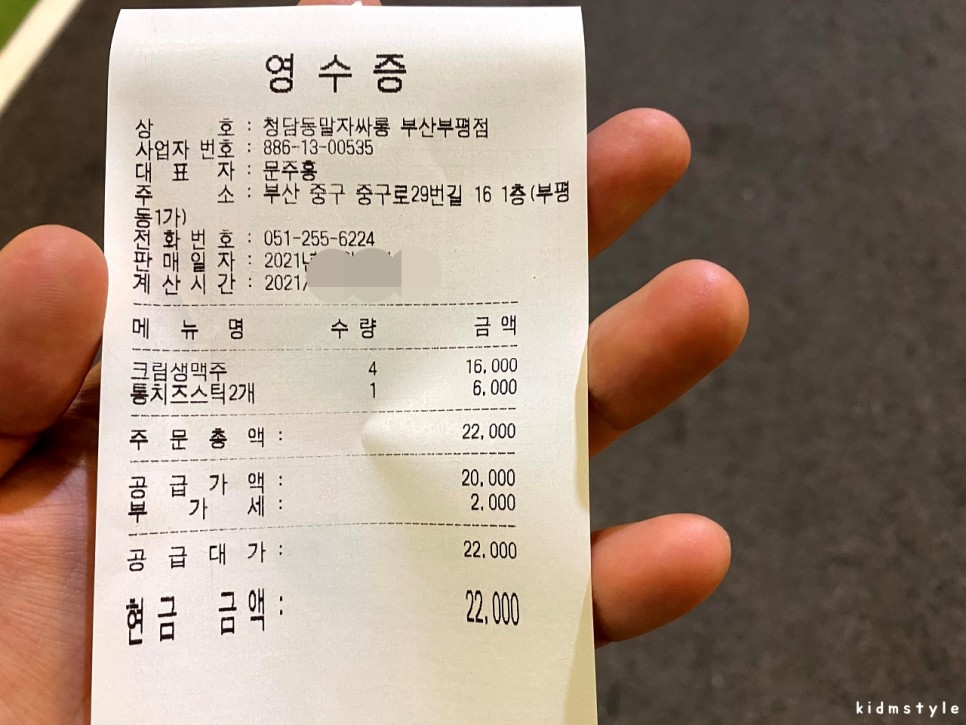 영수증
상 호 : 청담동말자싸롱 부산부평점
사업자 번호 : 886-13-00535
대 표 자 : 문주홍
주 소 : 부산 중구 중구로29번길 16 1층(부평
동1가)
전 화 번 호 : 051-255-6224
판 매 일 자 : 2021년
계 산 시 간 : 2021/
메 뉴 명 수 량 금 액
크림생맥주 4 16,000
통치즈스틱2개 1 6,000
주 문 총 액 : 22,000
공 급 가 액 : 20,000
부 가 세 : 2,000
공 급 대 가 : 22,000
현금 금액 : 22,000
kidmstyle